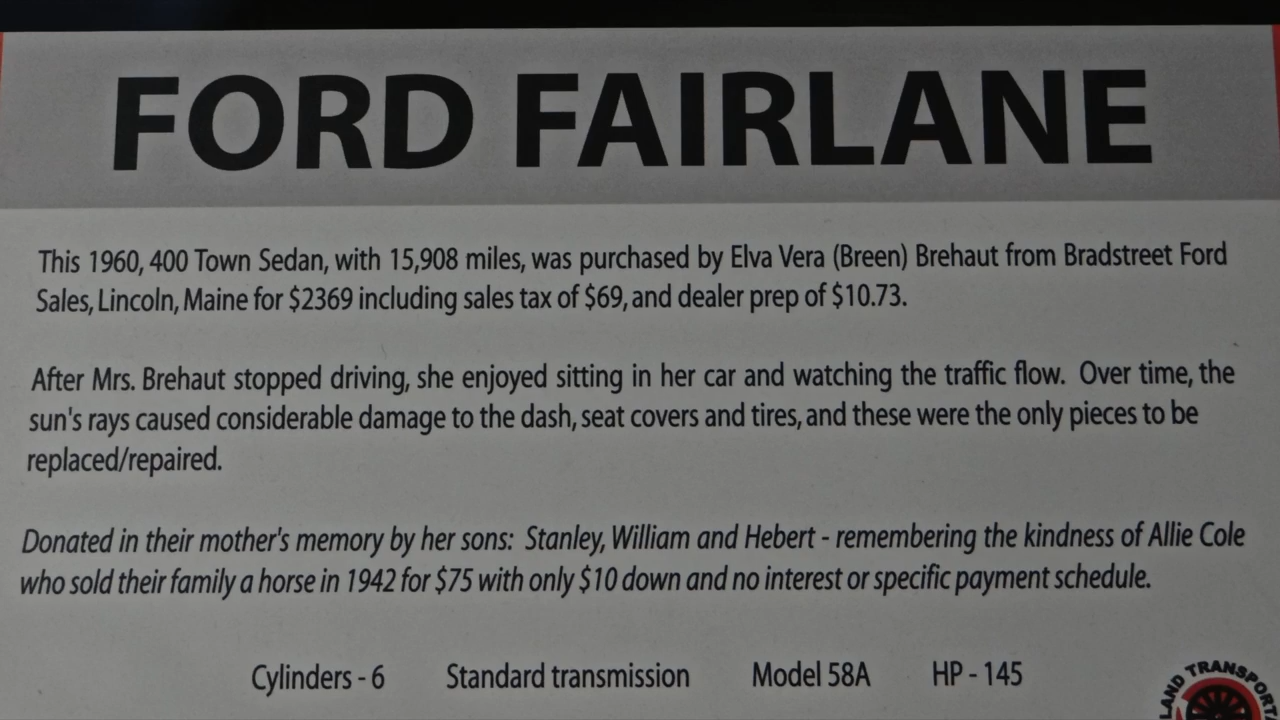 FORD FAIRLANE
This 1960, 400 Town Sedan, with 15,908 miles, was purchased by Elva Vera (Breen) Brehaut from Bradstreet Ford
Sales, Lincoln, Maine for $2369 including sales tax of $69, and dealer prep of $10.73.
After Mrs. Brehaut stopped driving, she enjoyed sitting in her car and watching the traffic flow. Over time, the
sun's rays caused considerable damage to the dash, seat covers and tires, and these were the only pieces to be
replaced/repaired.
Donated in their mother's memory by her sons: Stanley, William and Hebert - remembering the kindness of Allie Cole
who sold their family a horse in 1942 for $75 with only $10 down and no interest or specific payment schedule.
Cylinders - 6 Standard transmission Model 58A HP - 145
LAND TRANSPORT